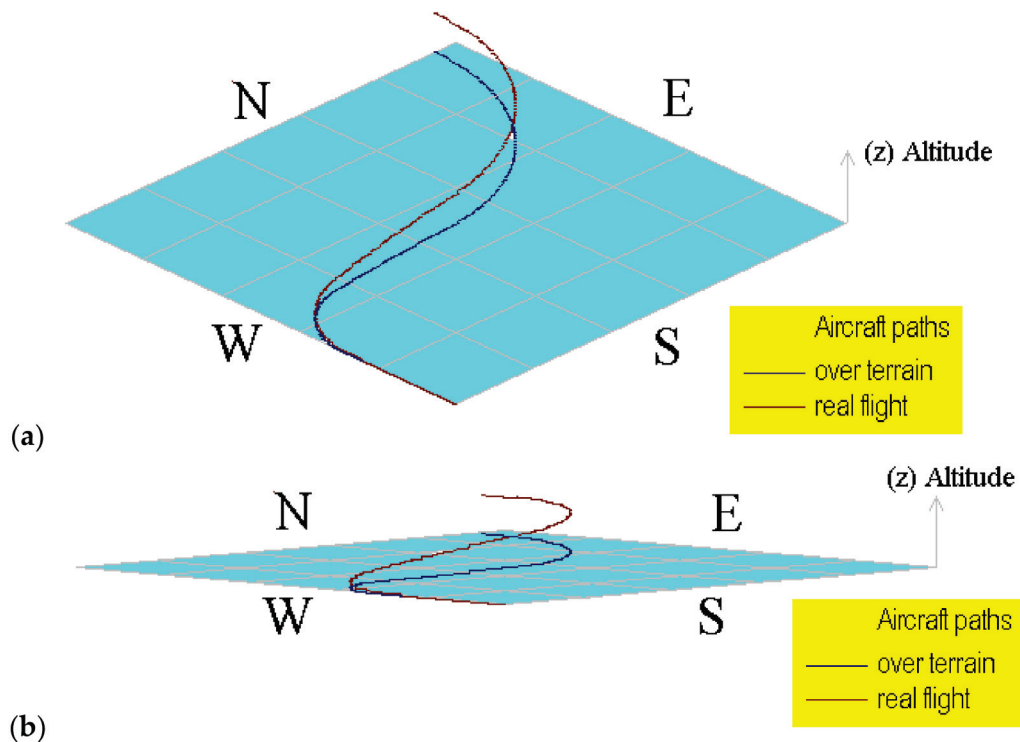 N
E
(z) Altitude
W
S
Aircraft paths
over terrain
real flight
(a)
(z) Altitude
N
E
W
S
Aircraft paths
over terrain
real flight
(b)